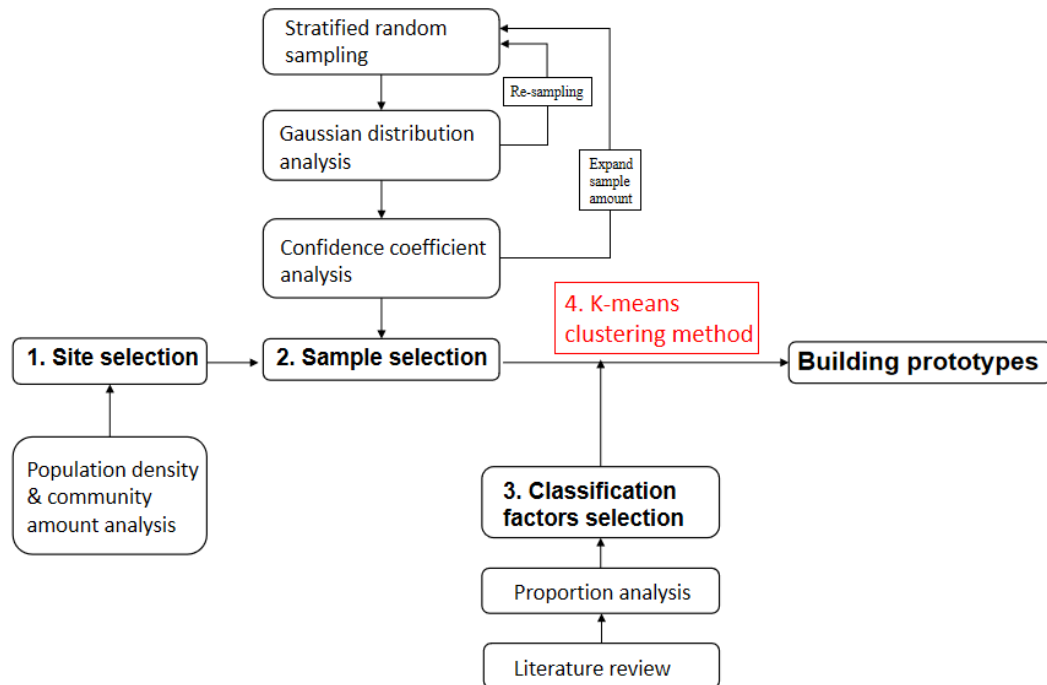 Stratified random
sampling
Re-sampling
Gaussian distribution
analysis
Expand
sample
amount
Confidence coefficient
analysis
4. K-means
clustering method
1. Site selection
2. Sample selection
Building prototypes
Population density
& community
amount analysis
3. Classification
factors selection
Proportion analysis
Literature review